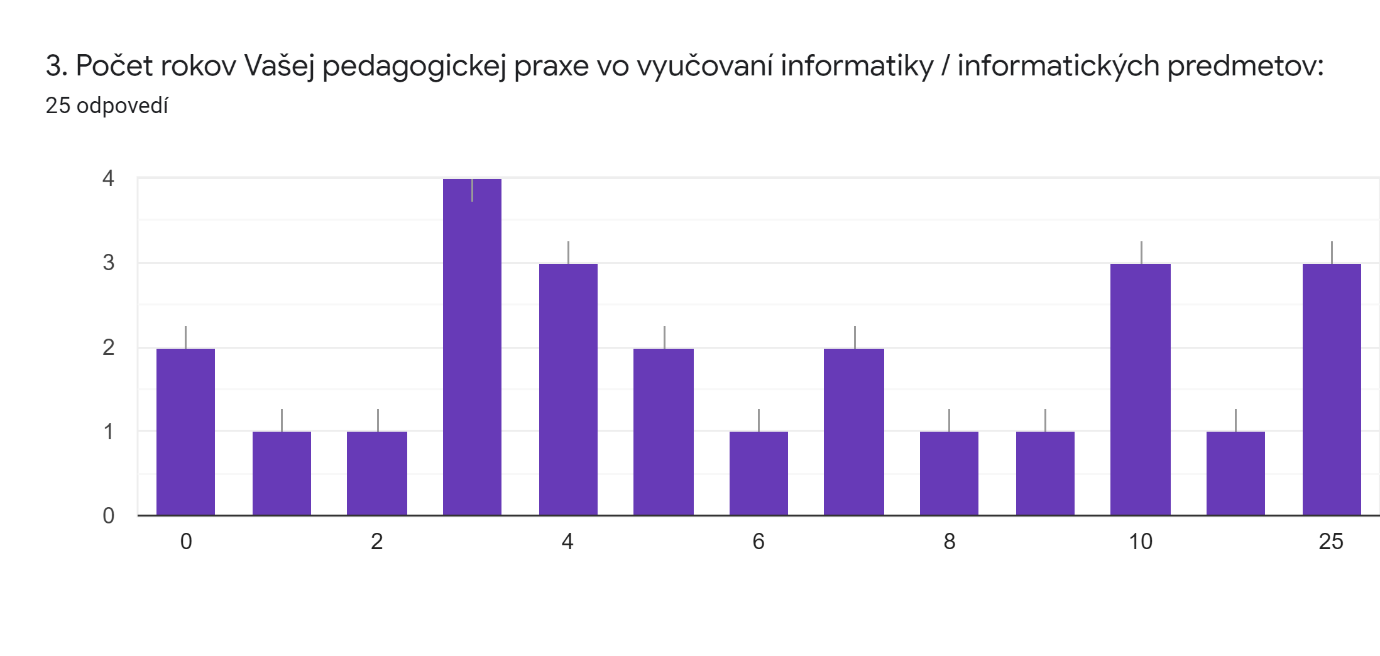 3. Počet rokov Vašej pedagogickej praxe vo vyučovaní informatiky / informatických predmetov:
25 odpovedí
4
3
2
1
0
0 2 4 6 8 10 25